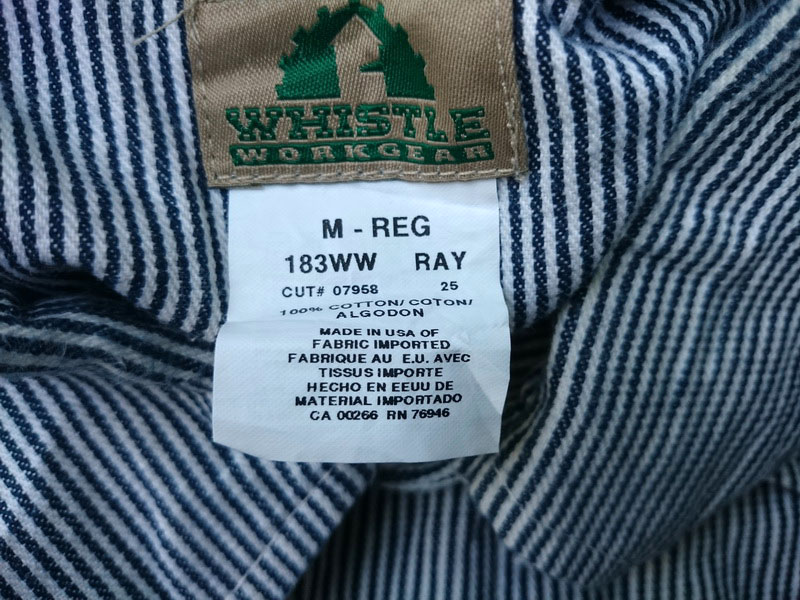 WHISTLE
WORKGEAR
M - REG
183WW RAY
CUT# 07958 25
100% COTTON/ COTON/
ALGODON
MADE IN USA OF
FABRIC IMPORTED
FABRIQUE AU E.U. AVEC
TISSUS IMPORTE
HECHO EN EEUU DE
MATERIAL IMPORTADO
CA 00266 RN 76946